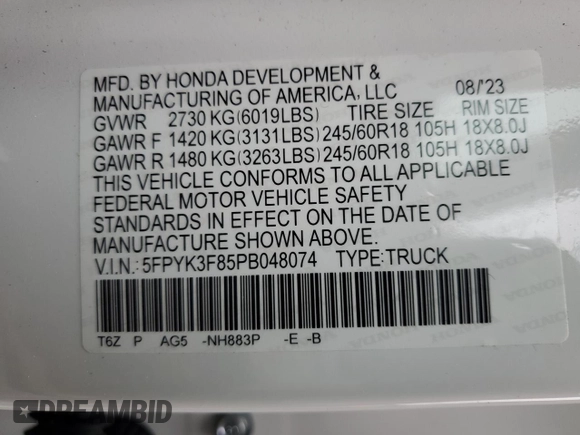 MFD. BY HONDA DEVELOPMENT &
MANUFACTURING OF AMERICA, LLC 08/'23
GVWR 2730 KG(6019LBS) TIRE SIZE RIM SIZE
GAWR F 1420 KG(3131LBS) 245/60R18 105H 18X8.0J
GAWR R 1480 KG(3263LBS) 245/60R18 105H 18X8.0J
THIS VEHICLE CONFORMS TO ALL APPLICABLE
FEDERAL MOTOR VEHICLE SAFETY
STANDARDS IN EFFECT ON THE DATE OF
MANUFACTURE SHOWN ABOVE.
V.I.N.: 5FPYK3F85PB048074 TYPE:TRUCK
T6Z P AG5 -NH883P -E -B
DREAMBID